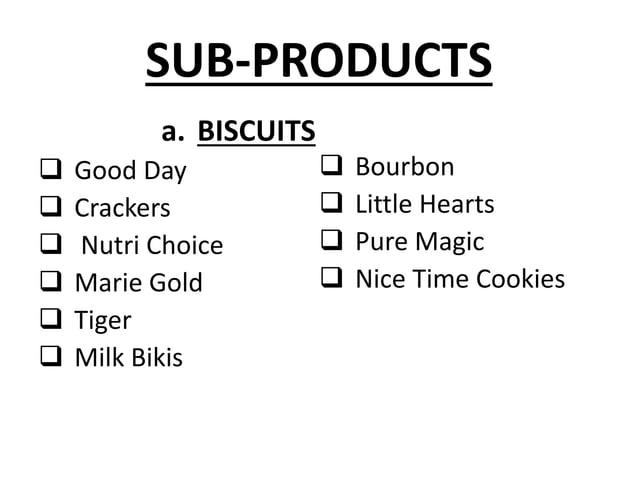 SUB-PRODUCTS
a. BISCUITS
❑ Good Day
❑ Crackers
❑ Nutri Choice
❑ Marie Gold
❑ Tiger
❑ Milk Bikis
❑ Bourbon
❑ Little Hearts
❑ Pure Magic
❑ Nice Time Cookies